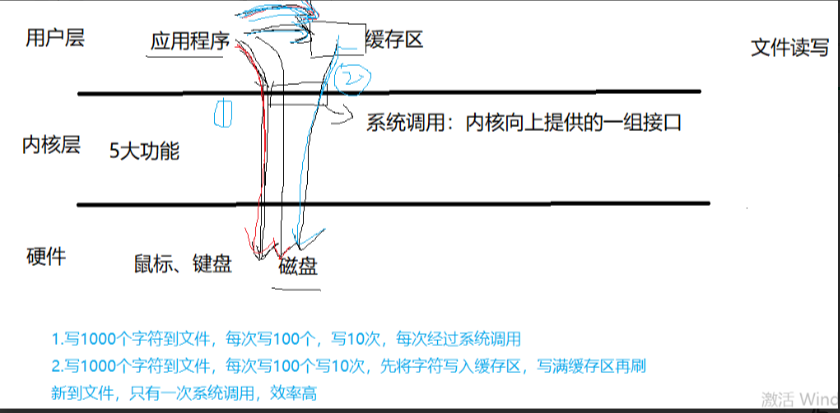 用户层
应用程序
缓存区
文件读写
①
②
系统调用：内核向上提供的一组接口
内核层
5大功能
硬件
鼠标、键盘
磁盘
1.写1000个字符到文件，每次写100个，写10次，每次经过系统调用
2.写1000个字符到文件，每次写100个写10次，先将字符写入缓存区，写满缓存区再刷
新到文件，只有一次系统调用，效率高
激活 Wind